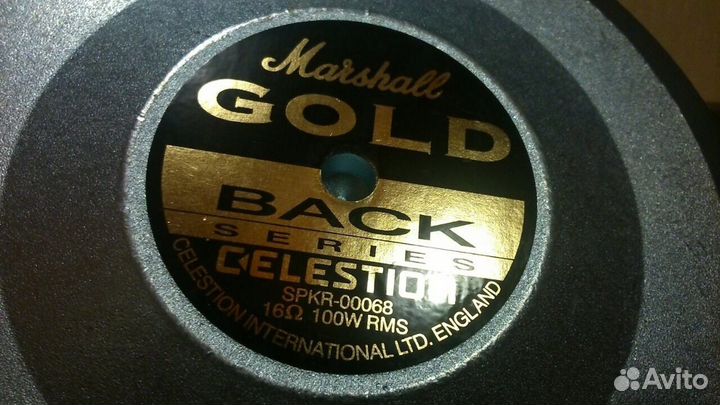 Marshall
GOLD
BACK
SERIES
CELESTION
SPKR-00068
16Ω 100W RMS
CELESTION INTERNATIONAL LTD. ENGLAND
Avito